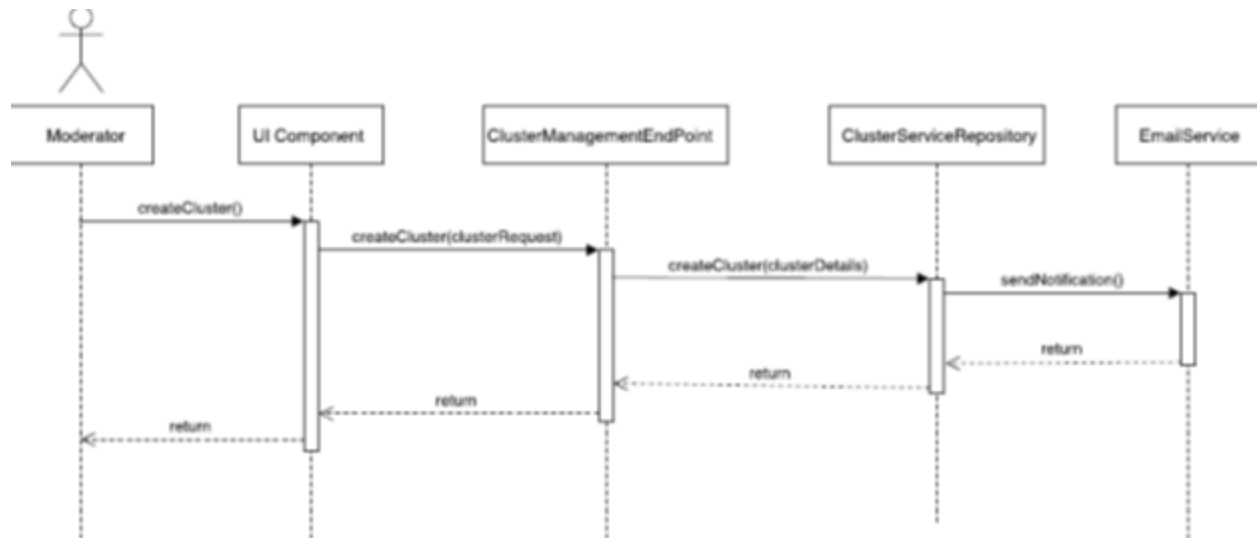 Moderator
UI Component
ClusterManagementEndPoint
ClusterServiceRepository
EmailService
createCluster()
createCluster(clusterRequest)
createCluster(clusterDetails)
sendNotification()
return
return
return
return